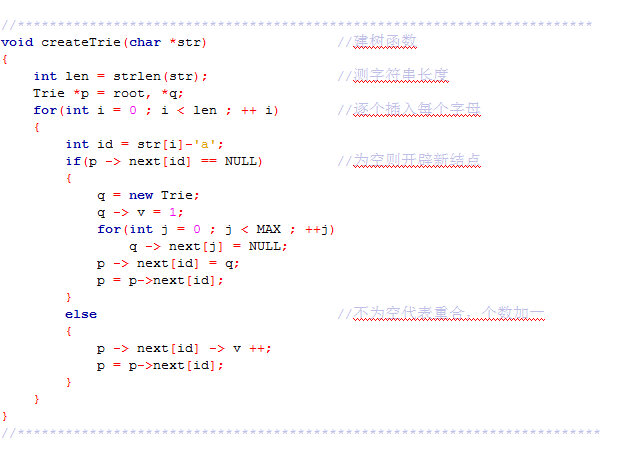 //************************************************************************
void createTrie(char *str) //建树函数
{
int len = strlen(str); //测字符串长度
Trie *p = root, *q;
for(int i = 0 ; i < len ; ++ i) //逐个插入每个字母
{
int id = str[i]-'a';
if(p -> next[id] == NULL) //为空则开辟新结点
{
q = new Trie;
q -> v = 1;
for(int j = 0 ; j < MAX ; ++j)
q -> next[j] = NULL;
p -> next[id] = q;
p = p->next[id];
}
else //不为空代表重合，个数加一
{
p -> next[id] -> v ++;
p = p->next[id];
}
}
}
//*************************************************************************